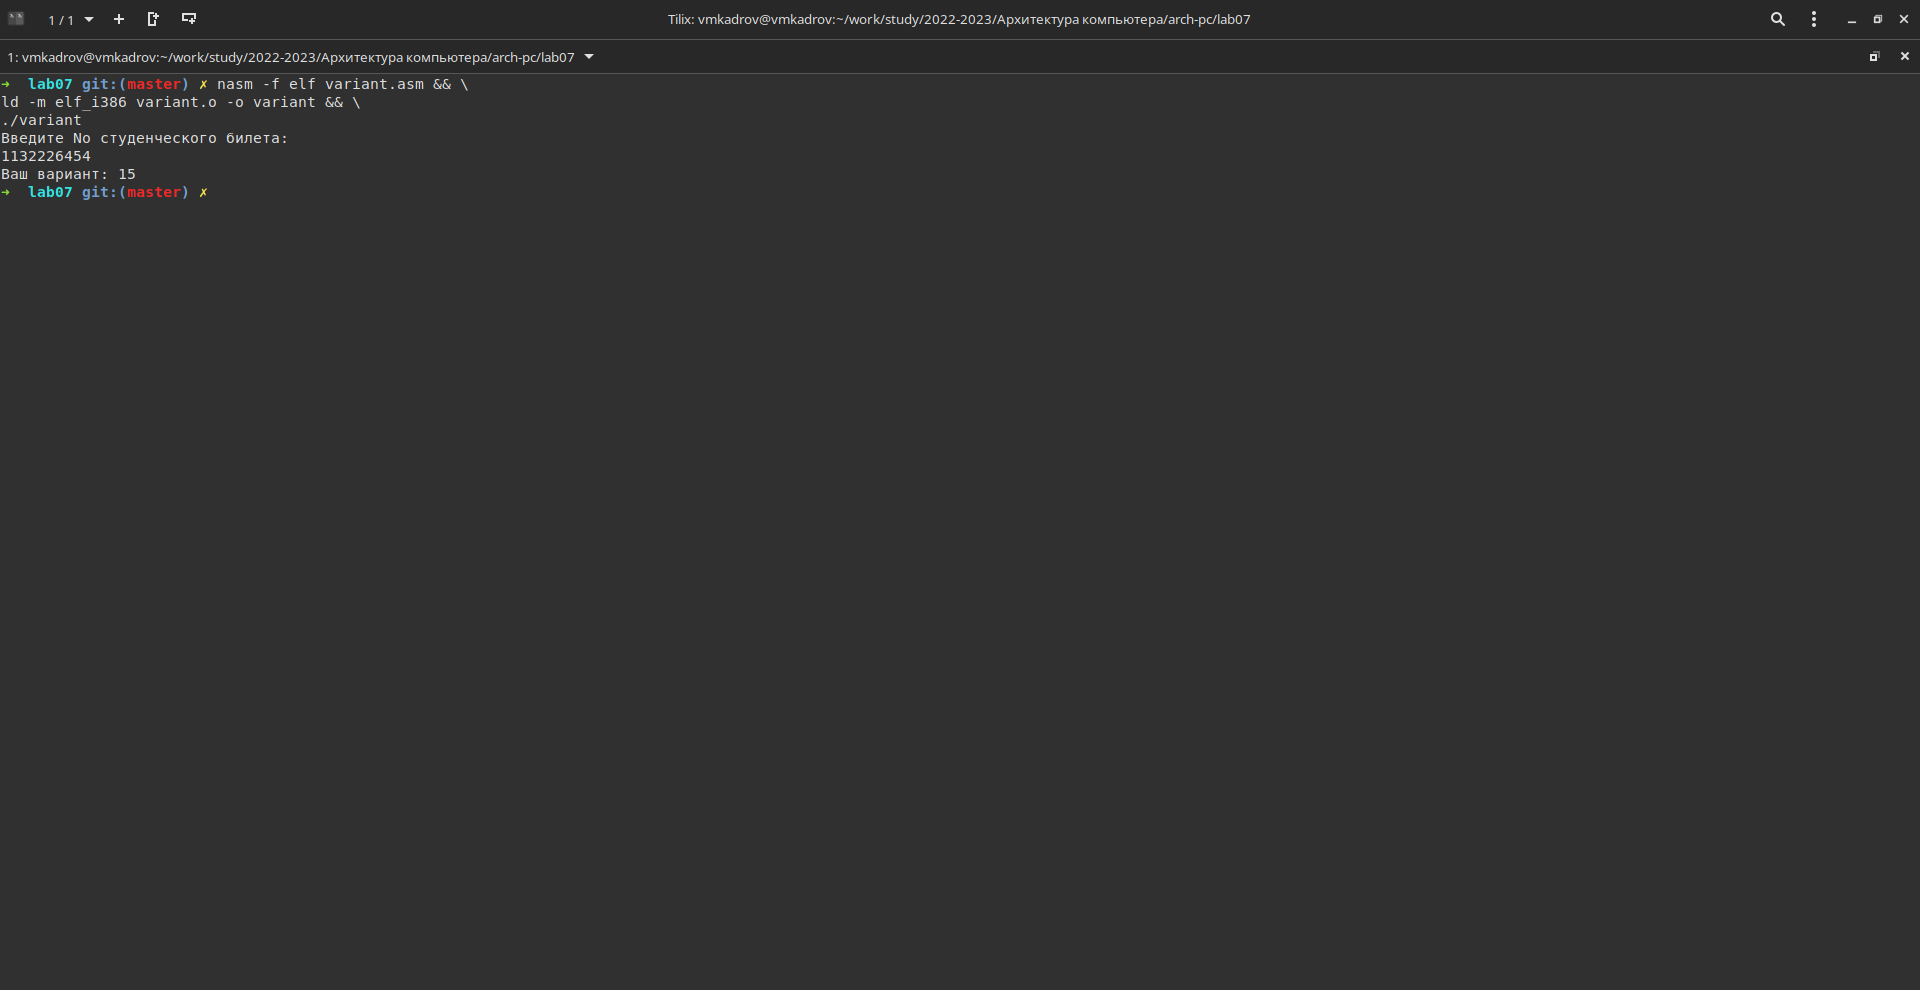 1 / 1
Tilix: vmkadrov@vmkadrov:~/work/study/2022-2023/Архитектура компьютера/arch-pc/lab07
1: vmkadrov@vmkadrov:~/work/study/2022-2023/Архитектура компьютера/arch-pc/lab07
➜ lab07 git:(master) ✗ nasm -f elf variant.asm && \
ld -m elf_i386 variant.o -o variant && \
./variant
Введите No студенческого билета:
1132226454
Ваш вариант: 15
➜ lab07 git:(master) ✗